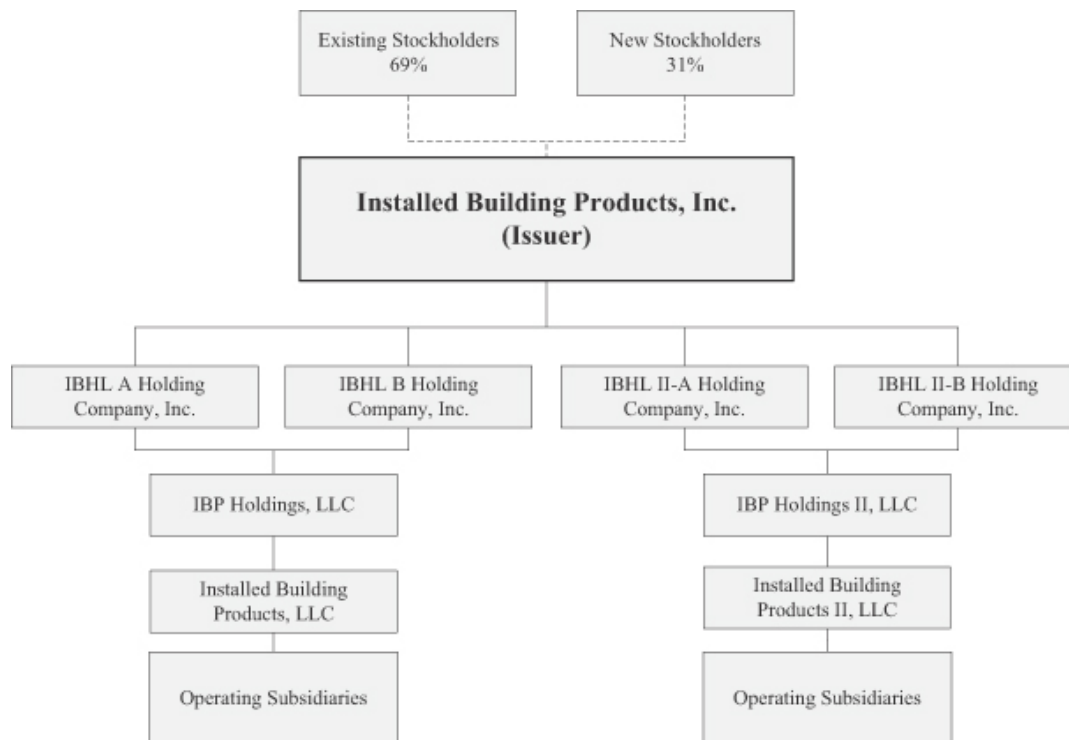 Existing Stockholders
69%
New Stockholders
31%
Installed Building Products, Inc.
(Issuer)
IBHL A Holding
Company, Inc.
IBHL B Holding
Company, Inc.
IBHL II-A Holding
Company, Inc.
IBHL II-B Holding
Company, Inc.
IBP Holdings, LLC
IBP Holdings II, LLC
Installed Building
Products, LLC
Installed Building
Products II, LLC
Operating Subsidiaries
Operating Subsidiaries